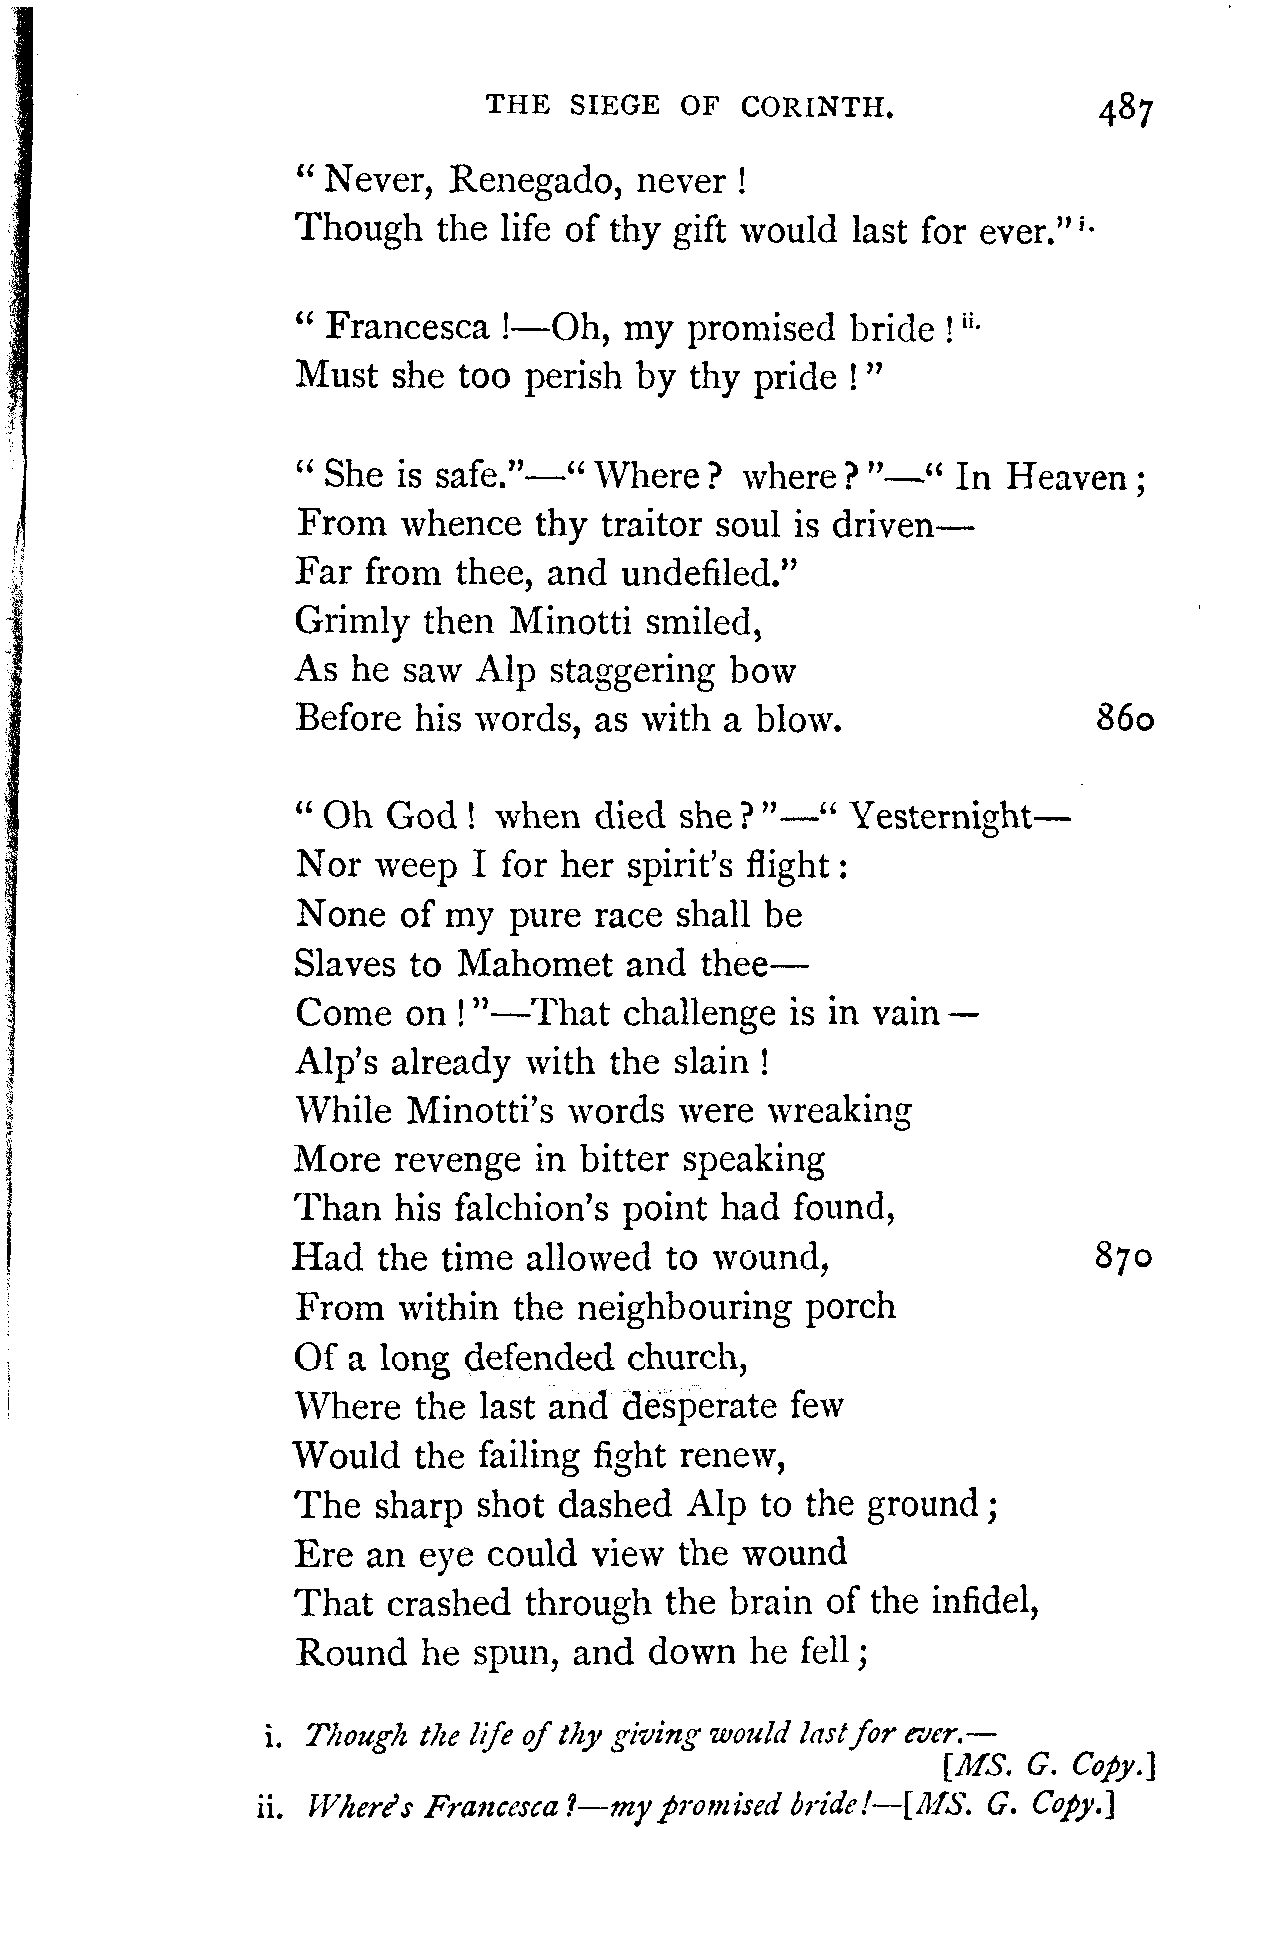 THE SIEGE OF CORINTH. 487
“ Never, Renegado, never !
Though the life of thy gift would last for ever.” i.
“ Francesca !—Oh, my promised bride ! ii.
Must she too perish by thy pride ! ”
“ She is safe.”—“ Where ? where ? ”—“ In Heaven ;
From whence thy traitor soul is driven—
Far from thee, and undefiled.”
Grimly then Minotti smiled,
As he saw Alp staggering bow
Before his words, as with a blow. 860
“ Oh God ! when died she ? ”—“ Yesternight—
Nor weep I for her spirit’s flight :
None of my pure race shall be
Slaves to Mahomet and thee—
Come on ! ”—That challenge is in vain—
Alp’s already with the slain !
While Minotti’s words were wreaking
More revenge in bitter speaking
Than his falchion’s point had found,
Had the time allowed to wound, 870
From within the neighbouring porch
Of a long defended church,
Where the last and desperate few
Would the failing fight renew,
The sharp shot dashed Alp to the ground ;
Ere an eye could view the wound
That crashed through the brain of the infidel,
Round he spun, and down he fell ;
i. Though the life of thy giving would last for ever.—
[MS. G. Copy.]
ii. Where’s Francesca ?—my promised bride !—[MS. G. Copy.]